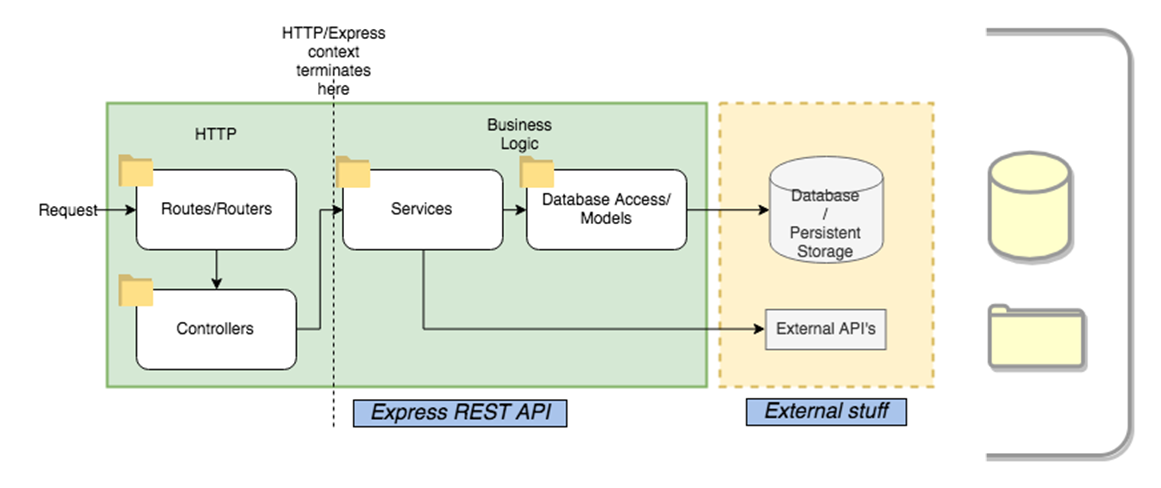 HTTP/Express
context
terminates
here
HTTP
Business
Logic
Request
Routes/Routers
Services
Database Access/
Models
Database
/
Persistent
Storage
Controllers
External API's
Express REST API
External stuff